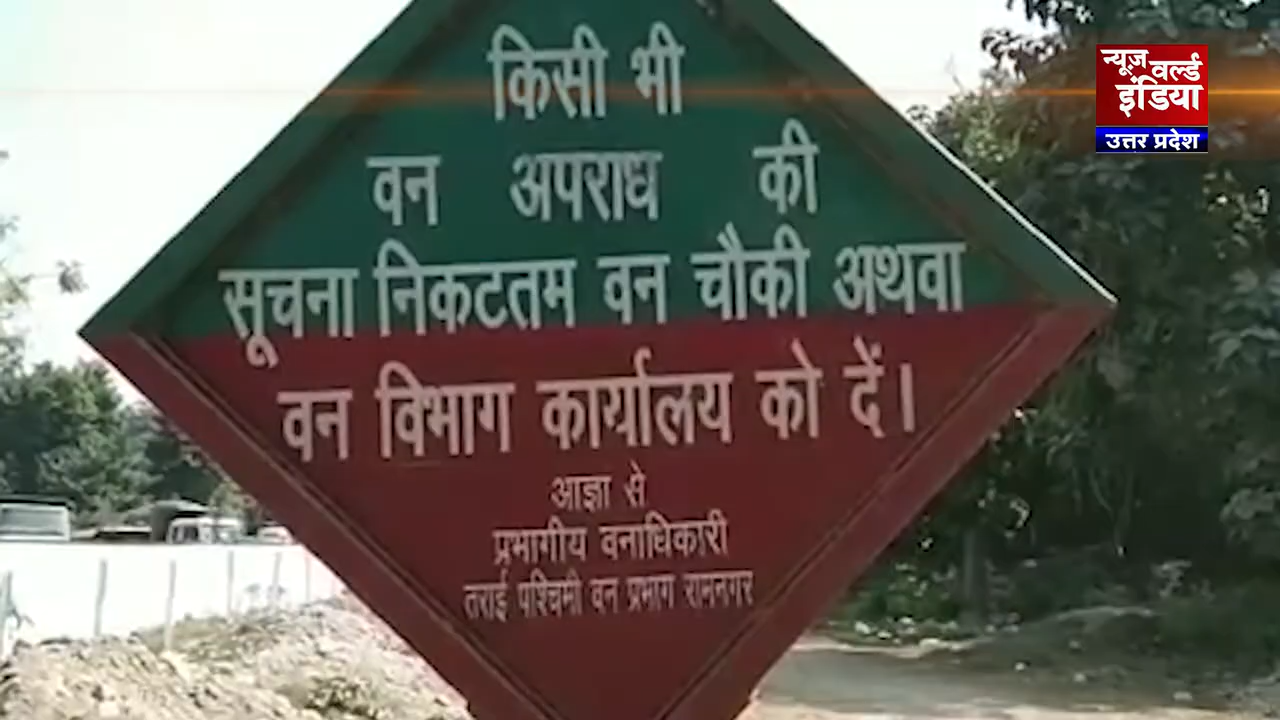 किसी भी
वन अपराध की
सूचना निकटतम वन चौकी अथवा
वन विभाग कार्यालय को दें।
आज्ञा से
प्रभागीय वनाधिकारी
तराई पश्चिमी वन प्रभाग रामनगर
न्यूज़ वर्ल्ड
इंडिया
उत्तर प्रदेश